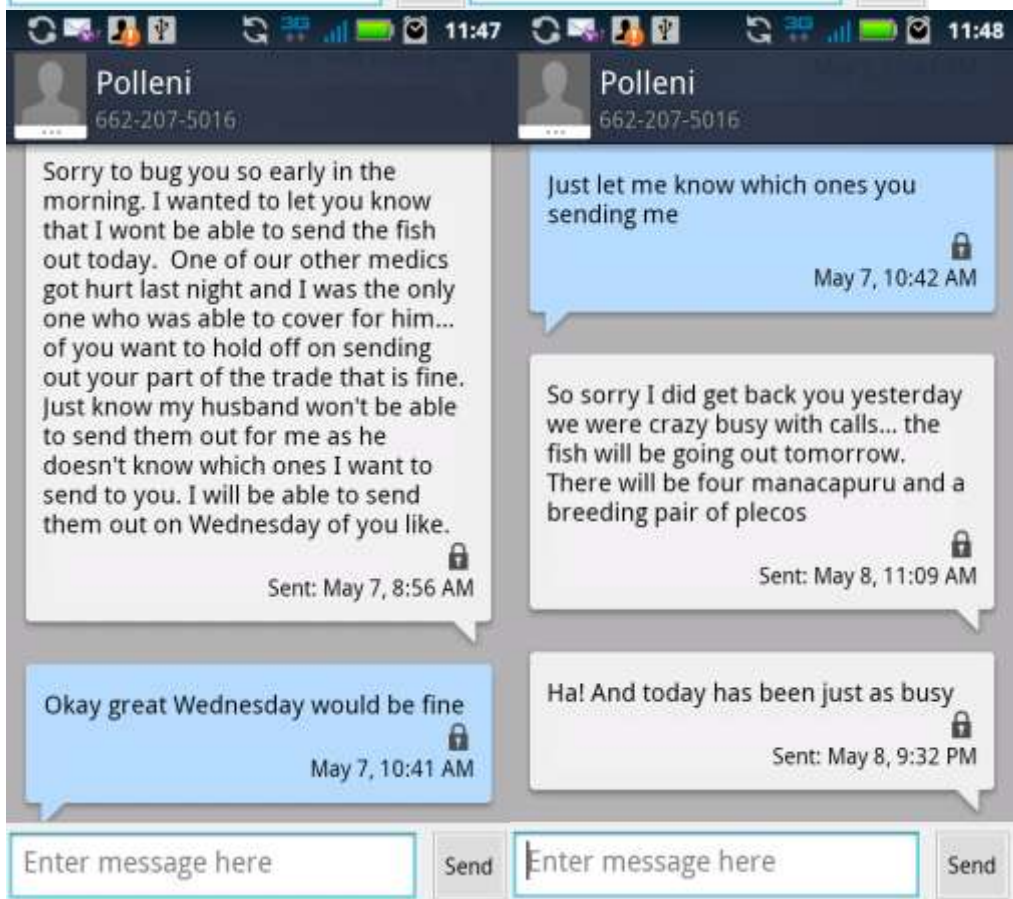 11:47
Polleni
662-207-5016
Sorry to bug you so early in the
morning. I wanted to let you know
that I wont be able to send the fish
out today.  One of our other medics
got hurt last night and I was the only
one who was able to cover for him...
of you want to hold off on sending
out your part of the trade that is fine.
Just know my husband won't be able
to send them out for me as he
doesn't know which ones I want to
send to you. I will be able to send
them out on Wednesday of you like.
Sent: May 7, 8:56 AM
Okay great Wednesday would be fine
May 7, 10:41 AM
Enter message here
Send
11:48
Polleni
662-207-5016
Just let me know which ones you
sending me
May 7, 10:42 AM
So sorry I did get back you yesterday
we were crazy busy with calls... the
fish will be going out tomorrow.
There will be four manacapuru and a
breeding pair of plecos
Sent: May 8, 11:09 AM
Ha! And today has been just as busy
Sent: May 8, 9:32 PM
Enter message here
Send